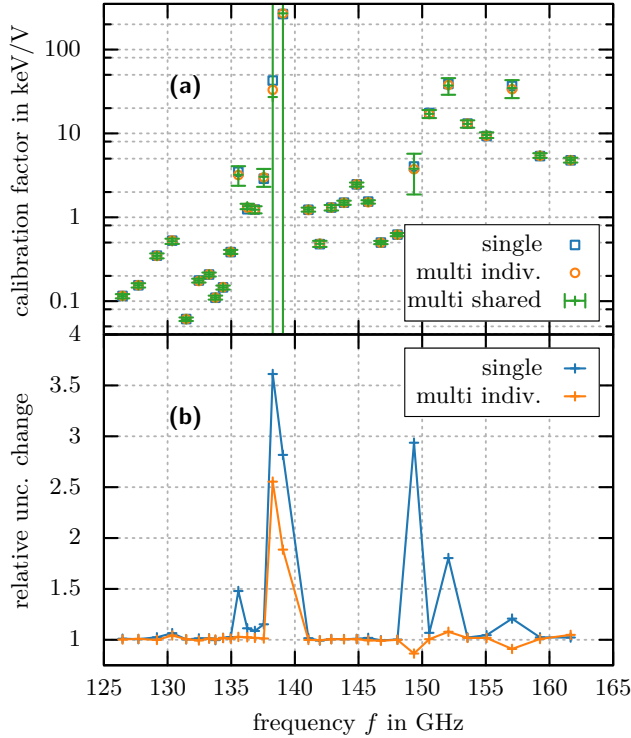 calibration factor in keV/V
100
10
1
0.1
(a)
single
multi indiv.
multi shared
relative unc. change
4
3.5
3
2.5
2
1.5
1
(b)
single
multi indiv.
125 130 135 140 145 150 155 160 165
frequency f in GHz